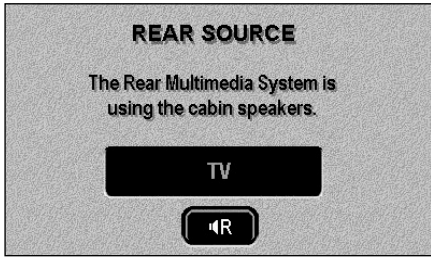 REAR SOURCE
The Rear Multimedia System is
using the cabin speakers.
TV
R